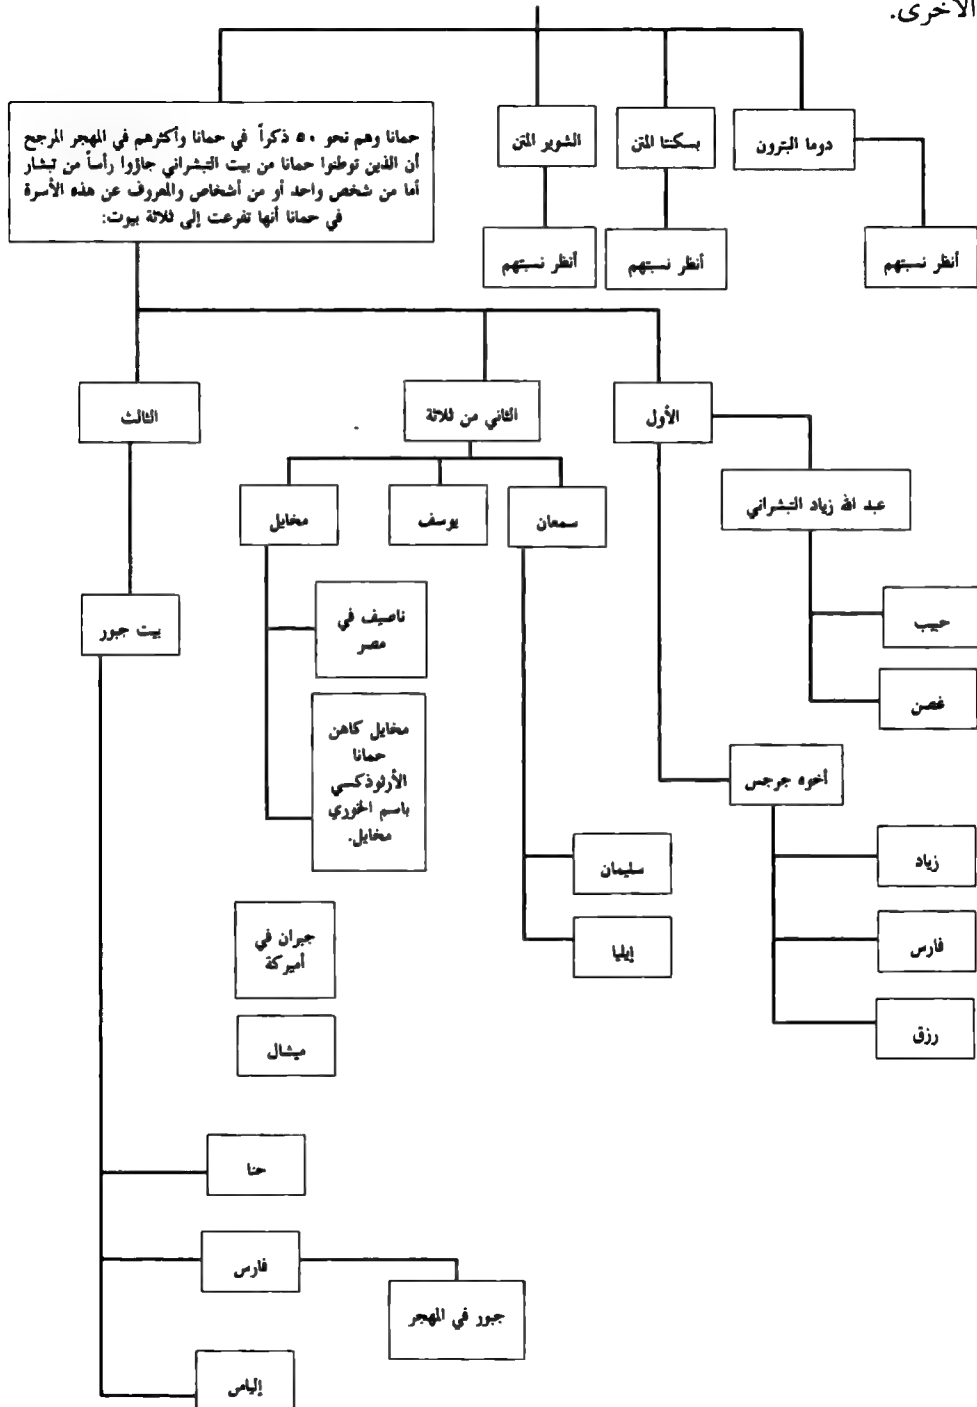 الأخرى.
دوما البترون
بسكنتا المتن
الشوير المتن
حمانا وهم نحو ٥٠ ذكراً في حمانا وأكثرهم في المهجر المرجح
أن الذين توطنوا حمانا من بيت التبشراني جاؤوا رأساً من تبشار
أما من شخص واحد أو من أشخاص والمعروف عن هذه الأسرة
في حمانا أنها تفرعت إلى ثلاثة بيوت:
أنظر نسبتهم
أنظر نسبتهم
أنظر نسبتهم
الأول
الثاني من ثلاثة
الثالث
عبد الله زياد التبشراني
سمعان
يوسف
مخايل
حبيب
ناصيف في
مصر
بيت جبور
غصن
مخايل كاهن
حمانا
الأرثوذكسي
باسم الخوري
مخايل.
أخوه جرجس
زياد
سليمان
فارس
إيليا
جبران في
أميركة
رزق
ميشال
حنا
فارس
جبور في المهجر
إلياس